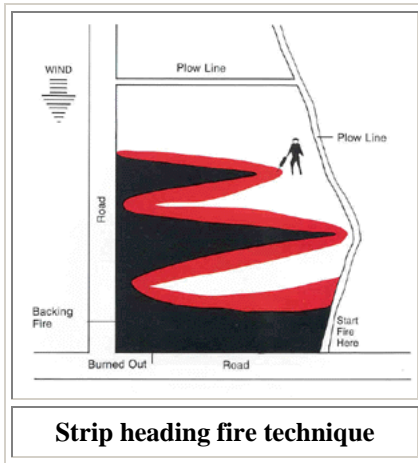 WIND
Plow Line
Plow Line
Road
Backing
Fire
Start
Fire
Here
Burned Out
Road
Strip heading fire technique